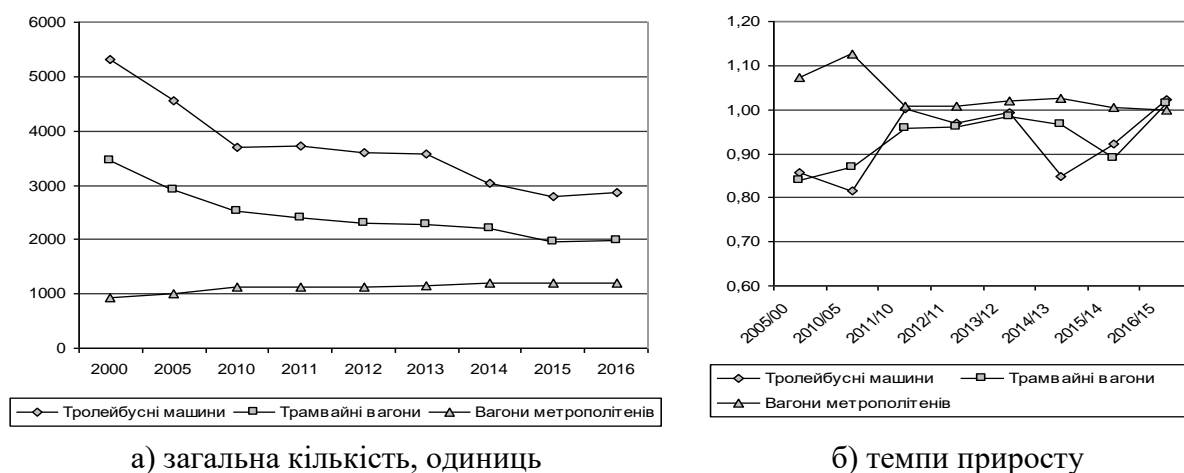 6000
5000
4000
3000
2000
1000
0
2000 2005 2010 2011 2012 2013 2014 2015 2016
Тролейбусні машини Трамвайні вагони Вагони метрополітенів
а) загальна кількість, одиниць
1,20
1,10
1,00
0,90
0,80
0,70
0,60
2005/00 2010/05 2011/10 2012/11 2013/12 2014/13 2015/14 2016/15
Тролейбусні машини Трамвайні вагони
Вагони метрополітенів
б) темпи приросту